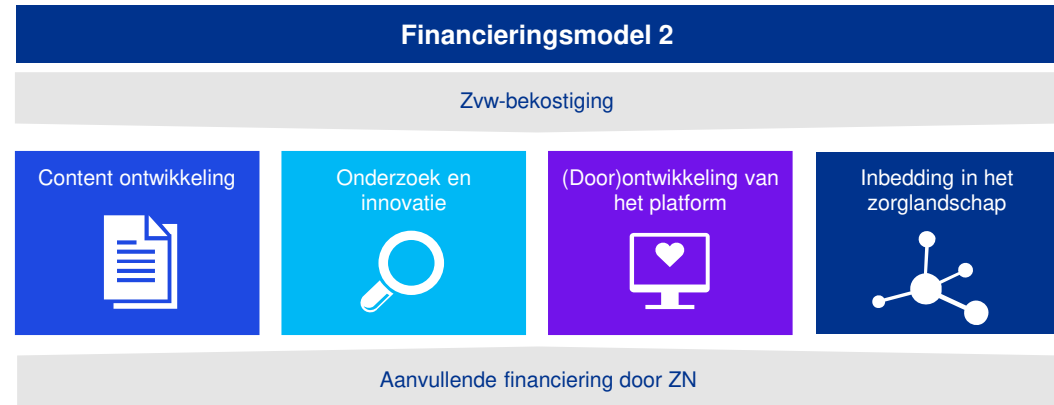 Financieringsmodel 2
Zvw-bekostiging
Content ontwikkeling
Onderzoek en
innovatie
(Door)ontwikkeling van
het platform
Inbedding in het
zorglandschap
Aanvullende financiering door ZN